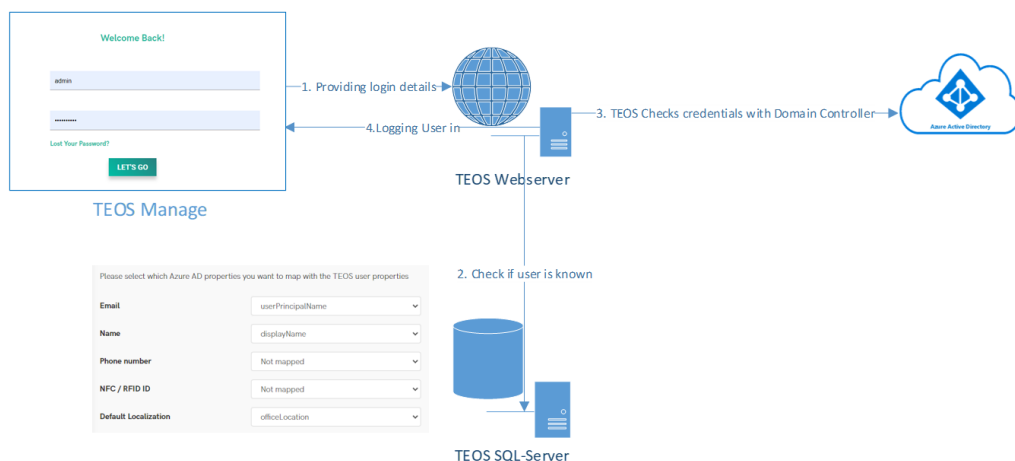 Welcome Back!
admin
••••••••••
Lost Your Password?
LET'S GO
TEOS Manage
1. Providing login details
4.Logging User in
TEOS Webserver
3. TEOS Checks credentials with Domain Controller
Azure Active Directory
2. Check if user is known
TEOS SQL-Server
Please select which Azure AD properties you want to map with the TEOS user properties
Email userPrincipalName
Name displayName
Phone number Not mapped
NFC / RFID ID Not mapped
Default Localization officeLocation